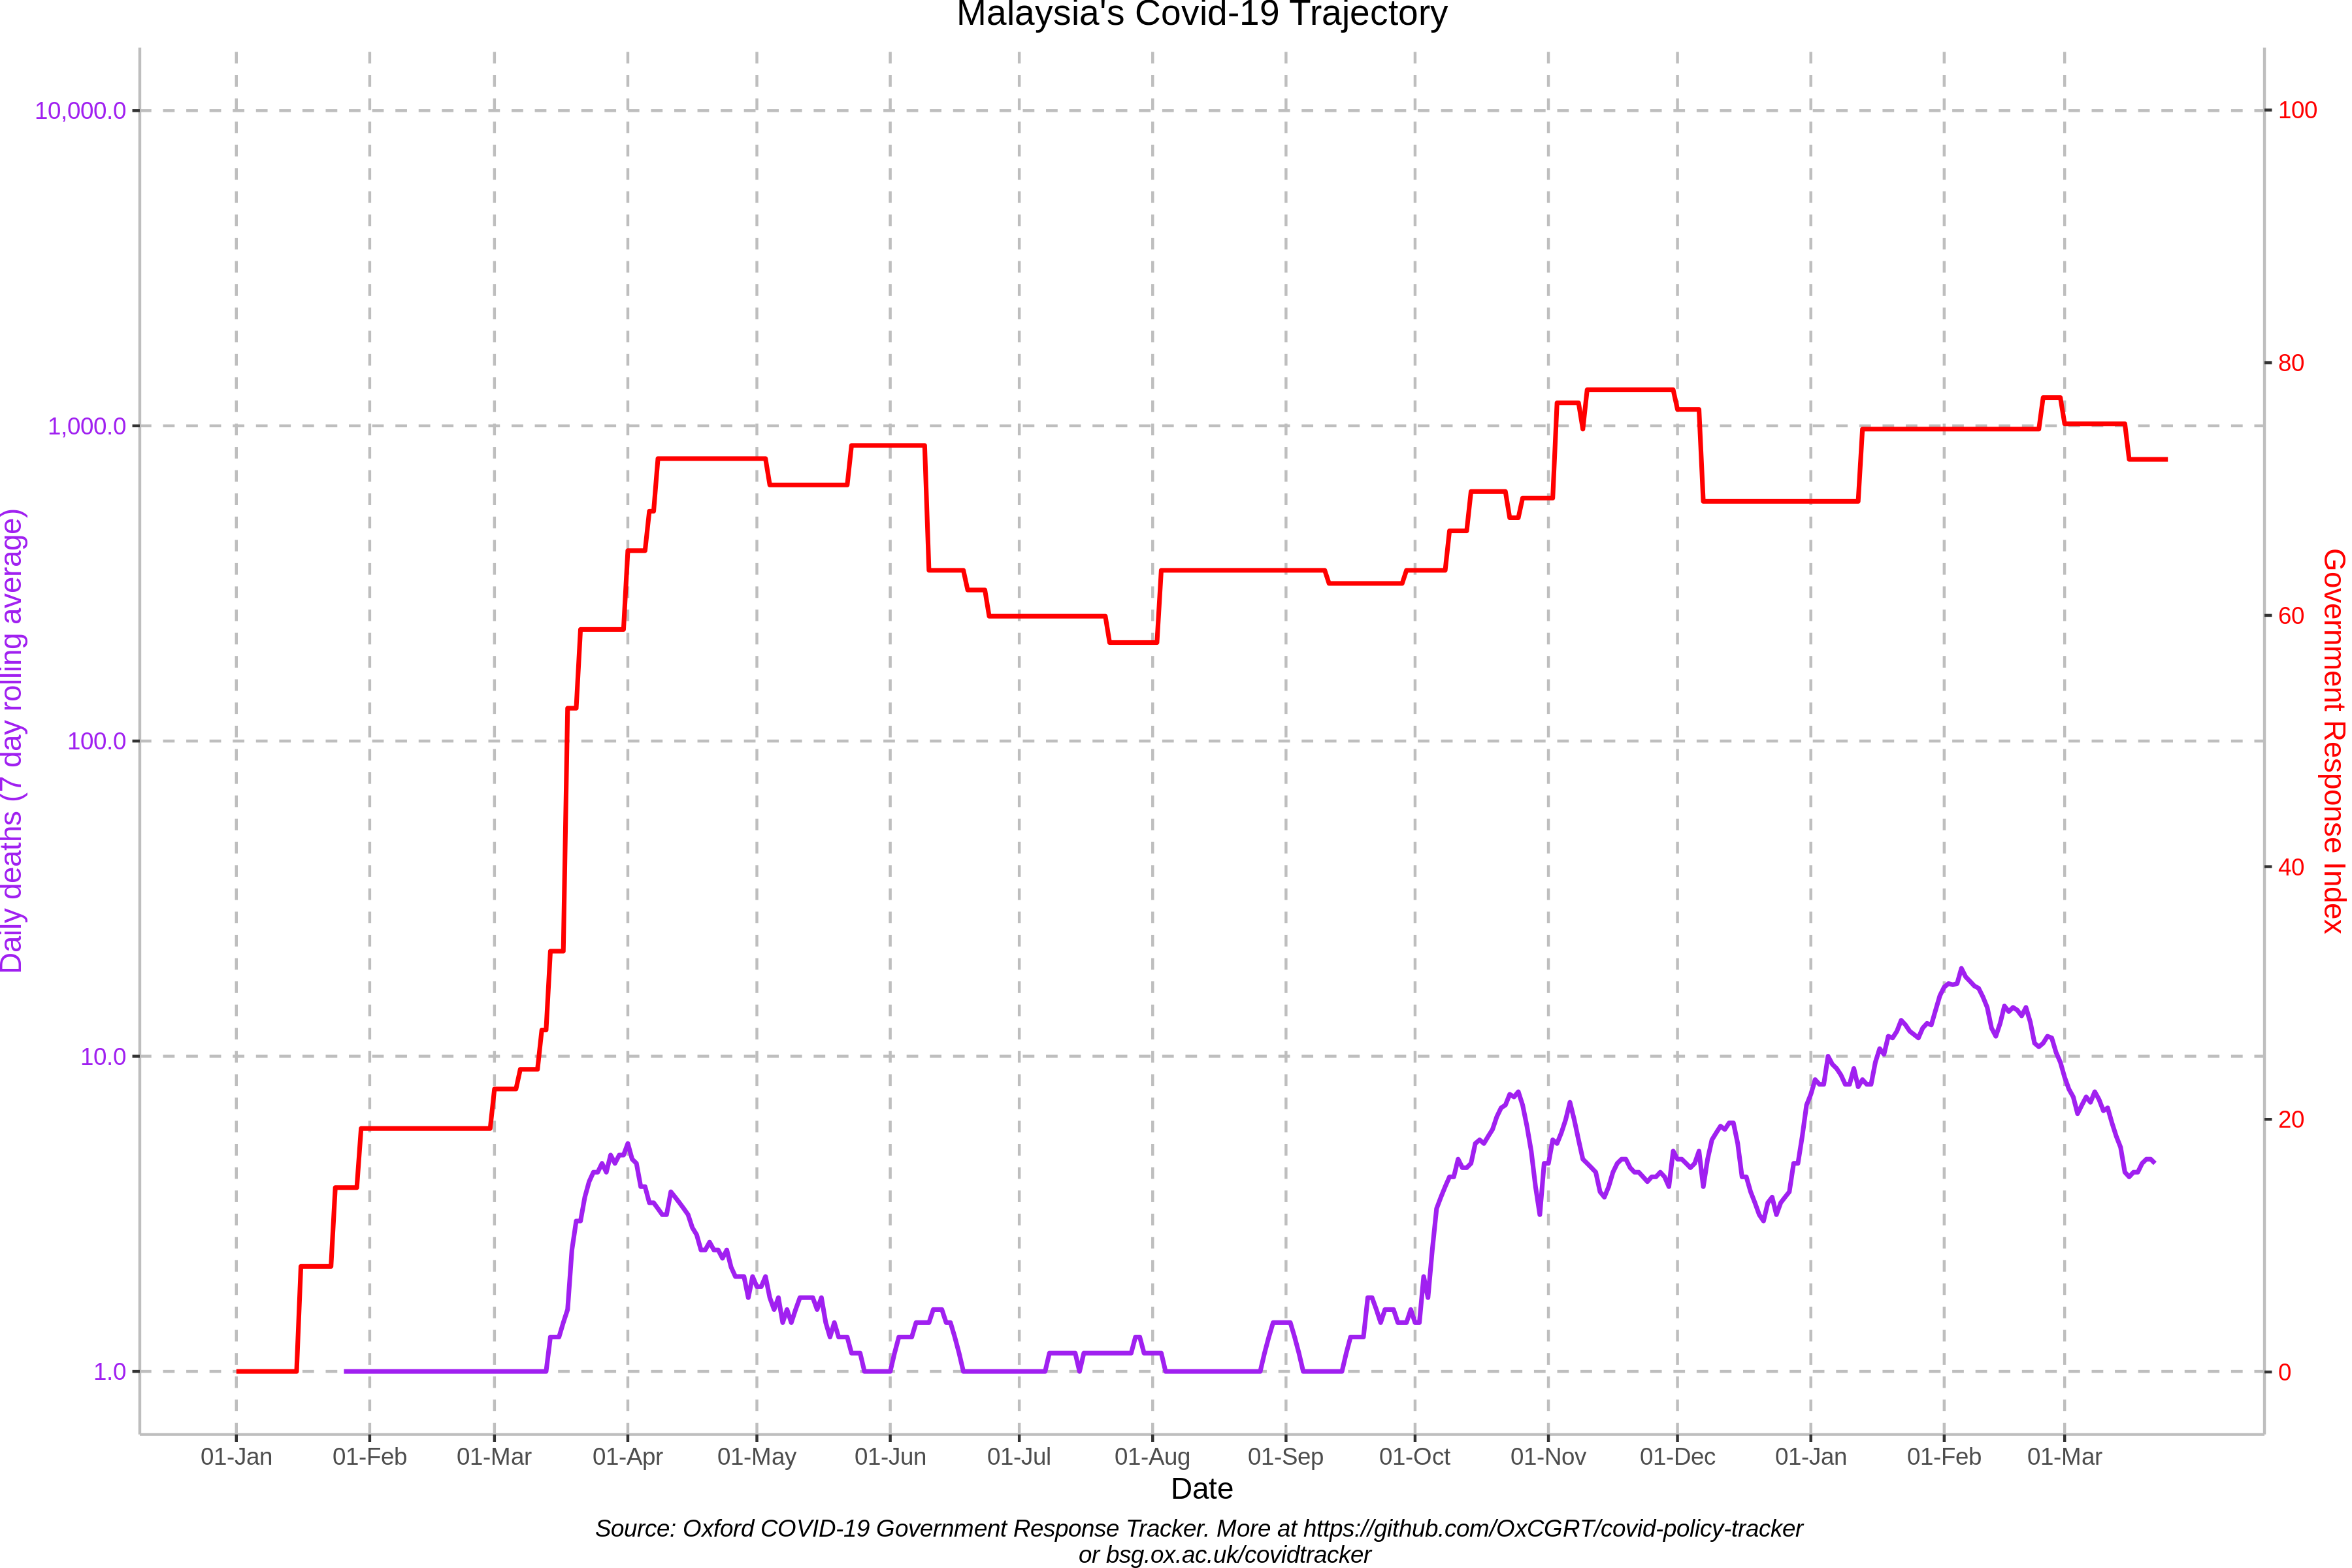 Malaysia's Covid-19 Trajectory
10,000.0
1,000.0
100.0
10.0
1.0
Daily deaths (7 day rolling average)
100
80
60
40
20
0
Government Response Index
01-Jan 01-Feb 01-Mar 01-Apr 01-May 01-Jun 01-Jul 01-Aug 01-Sep 01-Oct 01-Nov 01-Dec 01-Jan 01-Feb 01-Mar
Date
Source: Oxford COVID-19 Government Response Tracker. More at https://github.com/OxCGRT/covid-policy-tracker
or bsg.ox.ac.uk/covidtracker